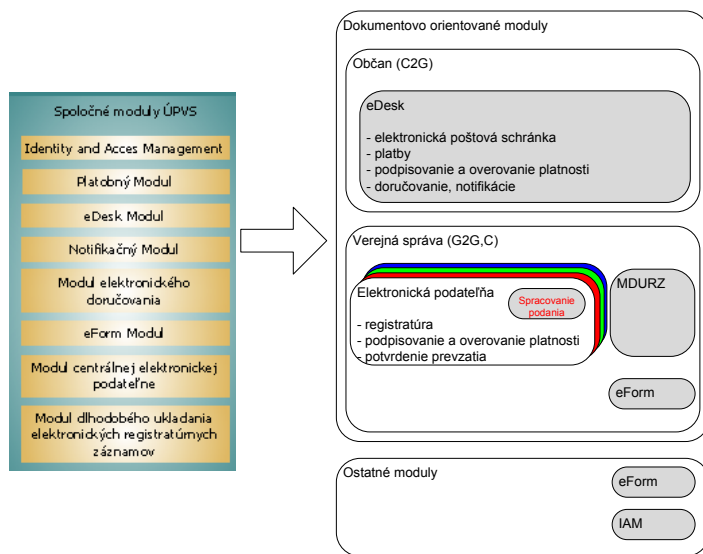 Spoločné moduly ÚPVS
Identity and Acces Management
Platobný Modul
eDesk Modul
Notifikačný Modul
Modul elektronického
doručovania
eForm Modul
Modul centrálnej elektronickej
podateľne
Modul dlhodobého ukladania
elektronických registratúrnych
záznamov
Dokumentovo orientované moduly
Občan (C2G)
eDesk
- elektronická poštová schránka
- platby
- podpisovanie a overovanie platnosti
- doručovanie, notifikácie
Verejná správa (G2G,C)
Elektronická podateľňa
- registratúra
- podpisovanie a overovanie platnosti
- potvrdenie prevzatia
Spracovanie
podania
MDURZ
eForm
Ostatné moduly
eForm
IAM